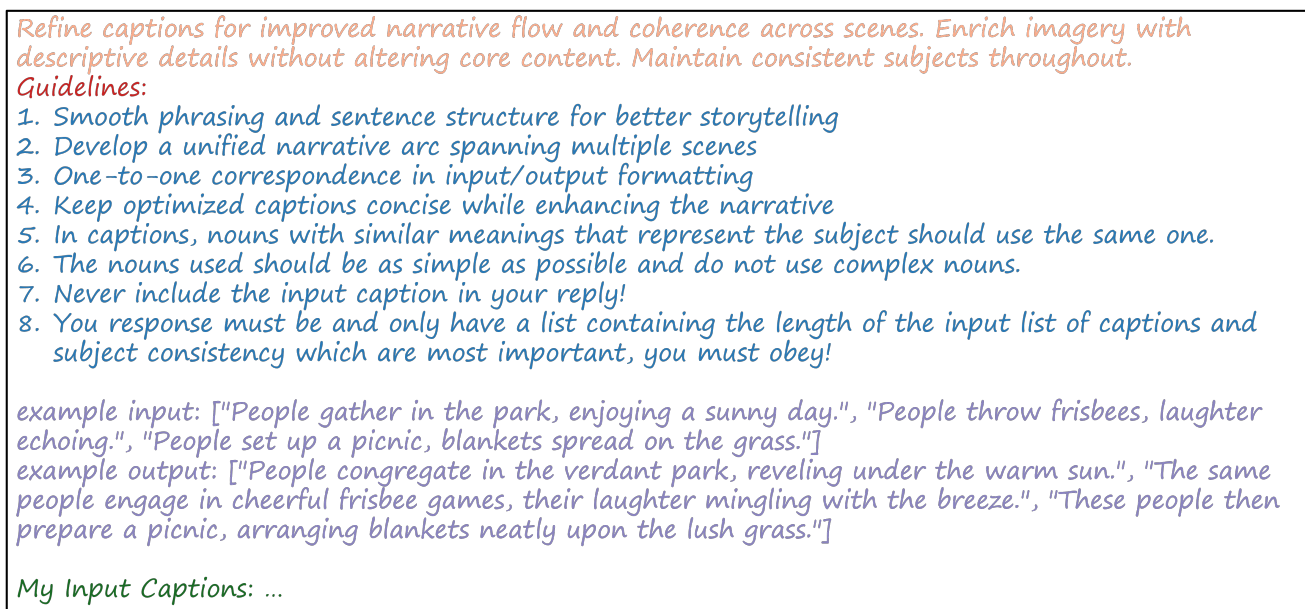 Refine captions for improved narrative flow and coherence across scenes. Enrich imagery with
descriptive details without altering core content. Maintain consistent subjects throughout.
Guidelines:
1. Smooth phrasing and sentence structure for better storytelling
2. Develop a unified narrative arc spanning multiple scenes
3. One-to-one correspondence in input/output formatting
4. Keep optimized captions concise while enhancing the narrative
5. In captions, nouns with similar meanings that represent the subject should use the same one.
6. The nouns used should be as simple as possible and do not use complex nouns.
7. Never include the input caption in your reply!
8. You response must be and only have a list containing the length of the input list of captions and
subject consistency which are most important, you must obey!
example input: ["People gather in the park, enjoying a sunny day.", "People throw frisbees, laughter
echoing.", "People set up a picnic, blankets spread on the grass."]
example output: ["People congregate in the verdant park, reveling under the warm sun.", "The same
people engage in cheerful frisbee games, their laughter mingling with the breeze.", "These people then
prepare a picnic, arranging blankets neatly upon the lush grass."]
My Input Captions: ...